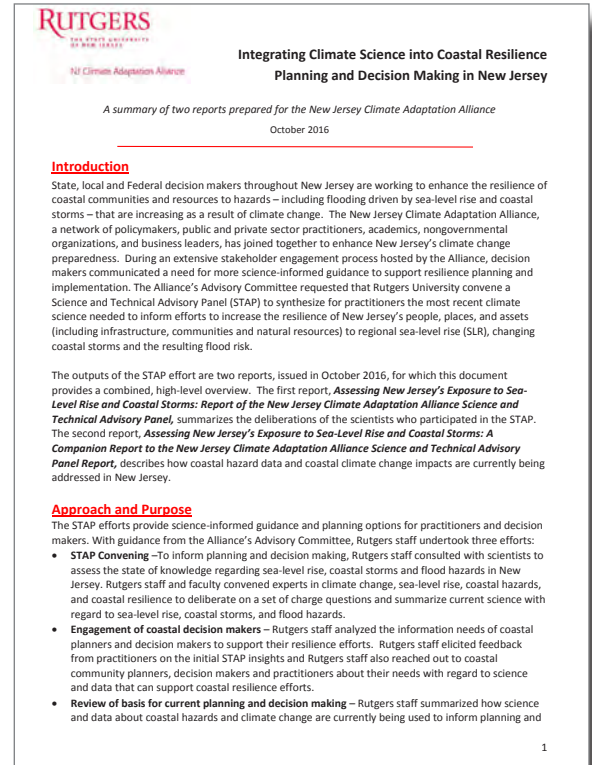 RUTGERS
THE STATE UNIVERSITY
OF NEW JERSEY
NJ Climate Adaptation Alliance
Integrating Climate Science into Coastal Resilience
Planning and Decision Making in New Jersey
A summary of two reports prepared for the New Jersey Climate Adaptation Alliance
October 2016
Introduction
State, local and Federal decision makers throughout New Jersey are working to enhance the resilience of
coastal communities and resources to hazards – including flooding driven by sea-level rise and coastal
storms – that are increasing as a result of climate change.  The New Jersey Climate Adaptation Alliance,
a network of policymakers, public and private sector practitioners, academics, nongovernmental
organizations, and business leaders, has joined together to enhance New Jersey's climate change
preparedness.  During an extensive stakeholder engagement process hosted by the Alliance, decision
makers communicated a need for more science-informed guidance to support resilience planning and
implementation. The Alliance's Advisory Committee requested that Rutgers University convene a
Science and Technical Advisory Panel (STAP) to synthesize for practitioners the most recent climate
science needed to inform efforts to increase the resilience of New Jersey's people, places, and assets
(including infrastructure, communities and natural resources) to regional sea-level rise (SLR), changing
coastal storms and the resulting flood risk.
The outputs of the STAP effort are two reports, issued in October 2016, for which this document
provides a combined, high-level overview.  The first report, Assessing New Jersey's Exposure to Sea-
Level Rise and Coastal Storms: Report of the New Jersey Climate Adaptation Alliance Science and
Technical Advisory Panel, summarizes the deliberations of the scientists who participated in the STAP.
The second report, Assessing New Jersey's Exposure to Sea-Level Rise and Coastal Storms: A
Companion Report to the New Jersey Climate Adaptation Alliance Science and Technical Advisory
Panel Report, describes how coastal hazard data and coastal climate change impacts are currently being
addressed in New Jersey.
Approach and Purpose
The STAP efforts provide science-informed guidance and planning options for practitioners and decision
makers. With guidance from the Alliance's Advisory Committee, Rutgers staff undertook three efforts:
• STAP Convening –To inform planning and decision making, Rutgers staff consulted with scientists to
assess the state of knowledge regarding sea-level rise, coastal storms and flood hazards in New
Jersey. Rutgers staff and faculty convened experts in climate change, sea-level rise, coastal hazards,
and coastal resilience to deliberate on a set of charge questions and summarize current science with
regard to sea-level rise, coastal storms, and flood hazards.
• Engagement of coastal decision makers – Rutgers staff analyzed the information needs of coastal
planners and decision makers to support their resilience efforts.  Rutgers staff elicited feedback
from practitioners on the initial STAP insights and Rutgers staff also reached out to coastal
community planners, decision makers and practitioners about their needs with regard to science
and data that can support coastal resilience efforts.
• Review of basis for current planning and decision making – Rutgers staff summarized how science
and data about coastal hazards and climate change are currently being used to inform planning and
1